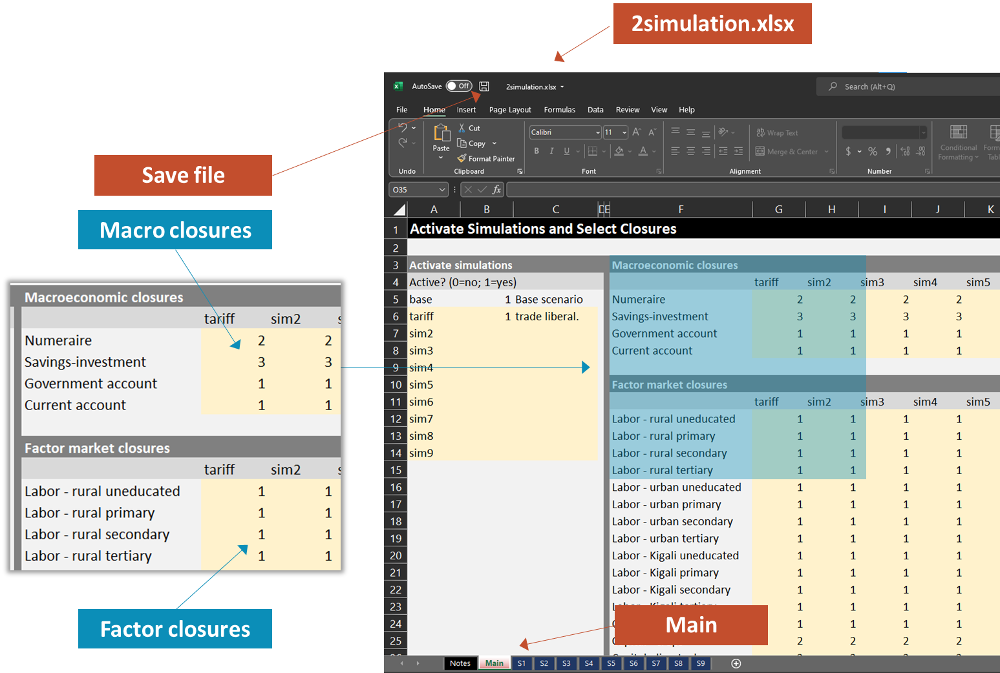 2simulation.xlsx
Save file
Macro closures
Macroeconomic closures
tariff sim2
Numeraire 2 2
Savings-investment 3 3
Government account 1 1
Current account 1 1
Factor market closures
tariff sim2
Labor - rural uneducated 1 1
Labor - rural primary 1 1
Labor - rural secondary 1 1
Labor - rural tertiary 1 1
Factor closures
AutoSave Off 2simulation.xlsx Search (Alt+Q)
File Home Insert Page Layout Formulas Data Review View Help
Paste Cut
Copy
Format Painter
Calibri 11
B I U
Wrap Text
Merge & Center
$ %
Conditional
Formatting
Undo Clipboard Font Alignment Number
O35 fx
A B C D E F G H I J K
1 Activate Simulations and Select Closures
2
3 Activate simulations Macroeconomic closures
4 Active? (0=no; 1=yes) tariff sim2 sim3 sim4 sim5
5 base 1 Base scenario Numeraire 2 2 2 2
6 tariff 1 trade liberal. Savings-investment 3 3 3 3
7 sim2 Government account 1 1 1 1
8 sim3 Current account 1 1 1 1
9 sim4
10 sim5 Factor market closures
11 sim6 tariff sim2 sim3 sim4 sim5
12 sim7 Labor - rural uneducated 1 1 1 1
13 sim8 Labor - rural primary 1 1 1 1
14 sim9 Labor - rural secondary 1 1 1 1
15 Labor - rural tertiary 1 1 1 1
16 Labor - urban uneducated 1 1 1 1
17 Labor - urban primary 1 1 1 1
18 Labor - urban secondary 1 1 1 1
19 Labor - urban tertiary 1 1 1 1
20 Labor - Kigali uneducated 1 1 1 1
21 Labor - Kigali primary 1 1 1 1
22 Labor - Kigali secondary 1 1 1 1
23 1 1 1 1
24 1 1 1 1
25 2 2 2 2
Main
Notes Main S1 S2 S3 S4 S5 S6 S7 S8 S9